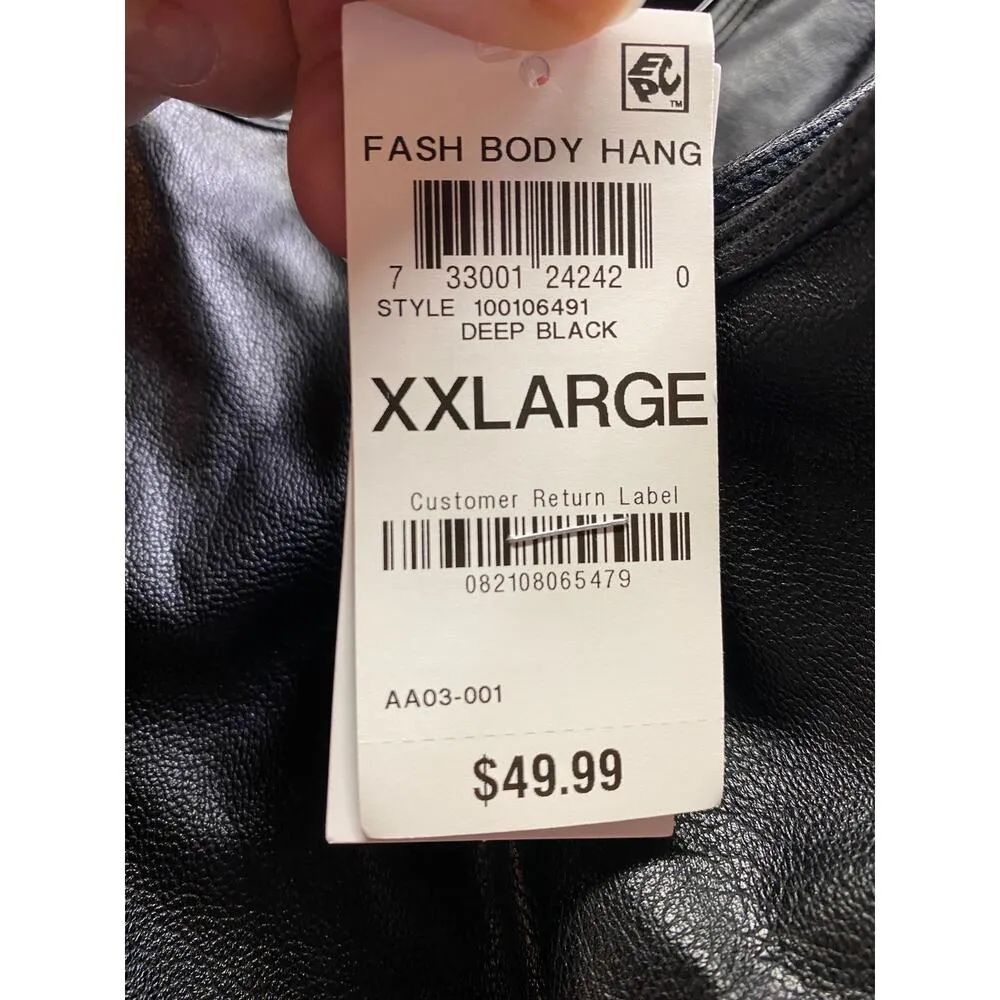 EPC™
FASH BODY HANG
7 33001 24242 0
STYLE 100106491
DEEP BLACK
XXLARGE
Customer Return Label
082108065479
AA03-001
$49.99